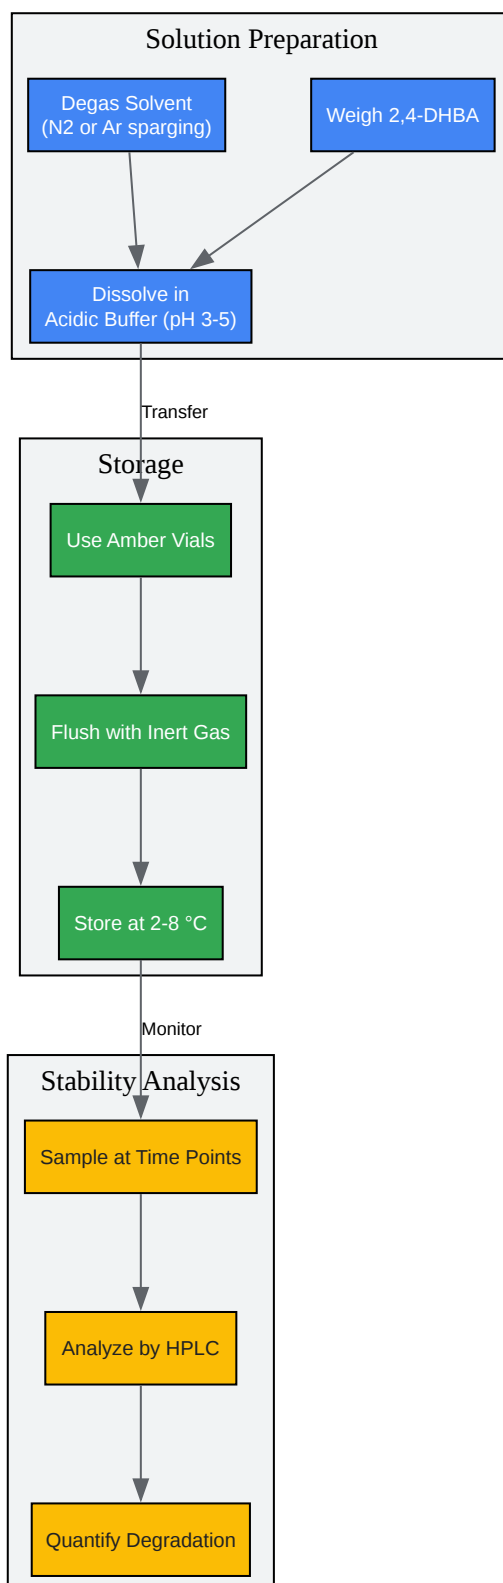 Solution Preparation
Degas Solvent
(N2 or Ar sparging)
Weigh 2,4-DHBA
Dissolve in
Acidic Buffer (pH 3-5)
Transfer
Storage
Use Amber Vials
Flush with Inert Gas
Store at 2-8 °C
Monitor
Stability Analysis
Sample at Time Points
Analyze by HPLC
Quantify Degradation